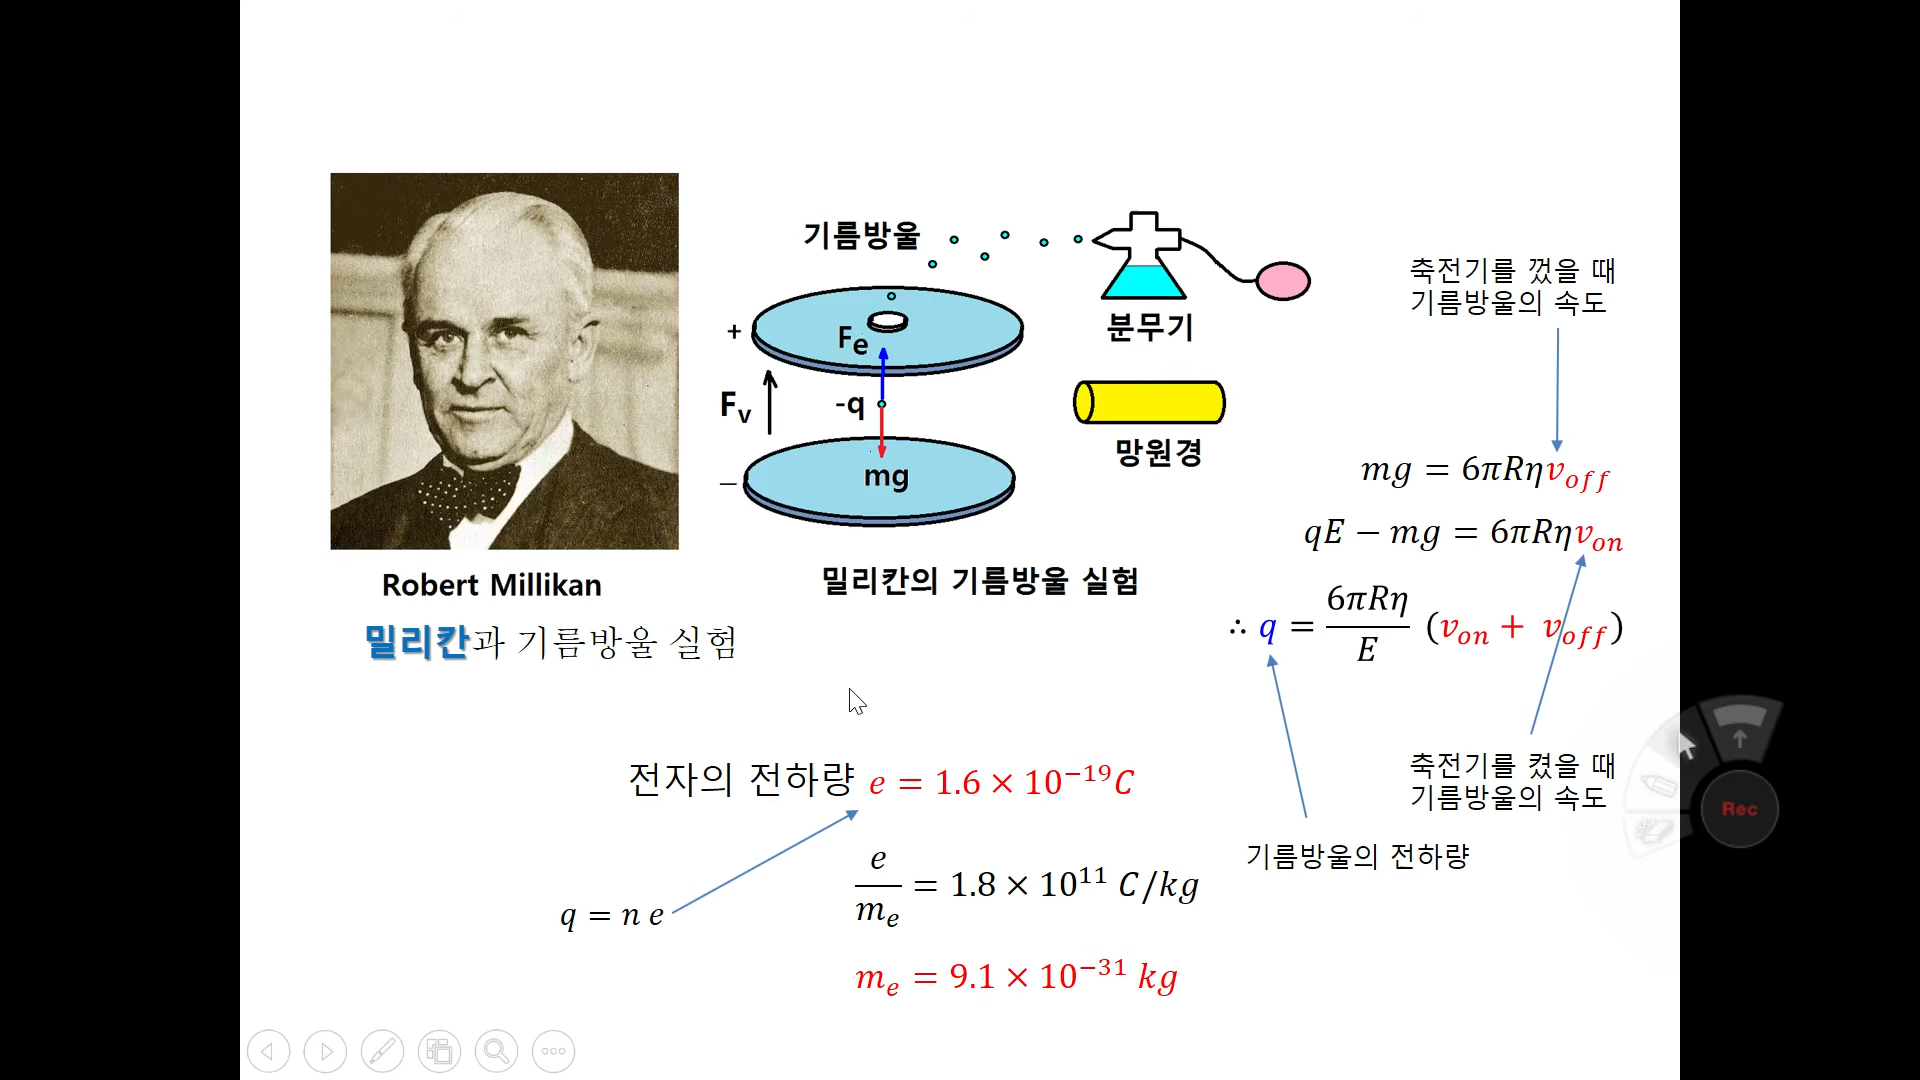 기름방울
분무기
+
Fe
Fv
-q
망원경
mg
−
밀리칸의 기름방울 실험
Robert Millikan
밀리칸과 기름방울 실험
축전기를 껐을 때
기름방울의 속도
mg = 6πRηv_off
qE − mg = 6πRηv_on
∴ q = 6πRη/E (v_on + v_off)
축전기를 켰을 때
기름방울의 속도
기름방울의 전하량
전자의 전하량 e = 1.6 × 10⁻¹⁹C
q = n e
e/mₑ = 1.8 × 10¹¹ C/kg
mₑ = 9.1 × 10⁻³¹ kg
Rec